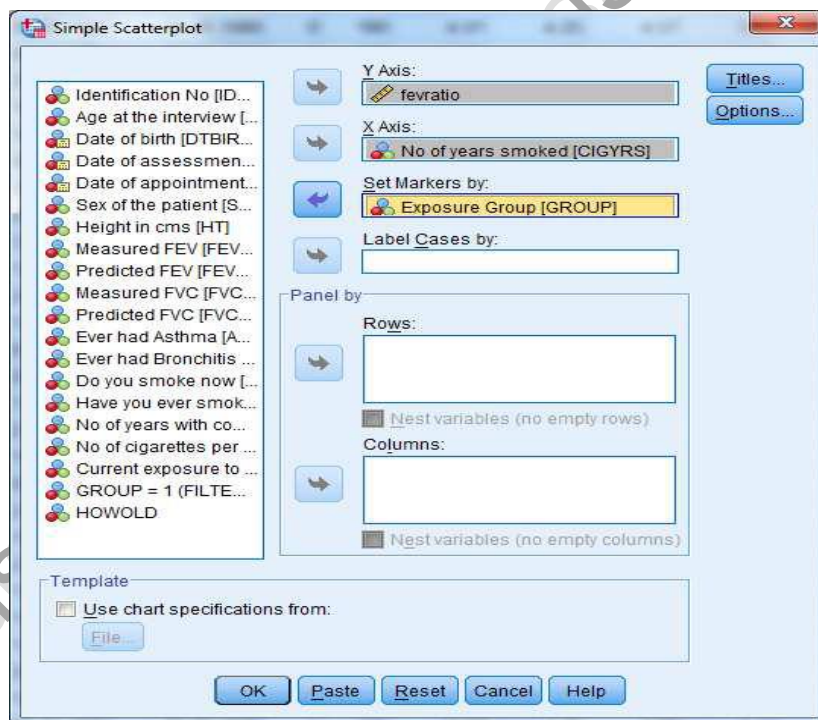 Simple Scatterplot
Identification No [ID...
Age at the interview [...
Date of birth [DTBIR...
Date of assessmen...
Date of appointment...
Sex of the patient [S...
Height in cms [HT]
Measured FEV [FEV...
Predicted FEV [FEV...
Measured FVC [FVC...
Predicted FVC [FVC...
Ever had Asthma [A...
Ever had Bronchitis ...
Do you smoke now [...
Have you ever smok...
No of years with co...
No of cigarettes per ...
Current exposure to ...
GROUP = 1 (FILTE...
HOWOLD
Y Axis:
fevratio
X Axis:
No of years smoked [CIGYRS]
Set Markers by:
Exposure Group [GROUP]
Label Cases by:
Panel by
Rows:
Nest variables (no empty rows)
Columns:
Nest variables (no empty columns)
Titles...
Options...
Template
Use chart specifications from:
File...
OK
Paste
Reset
Cancel
Help